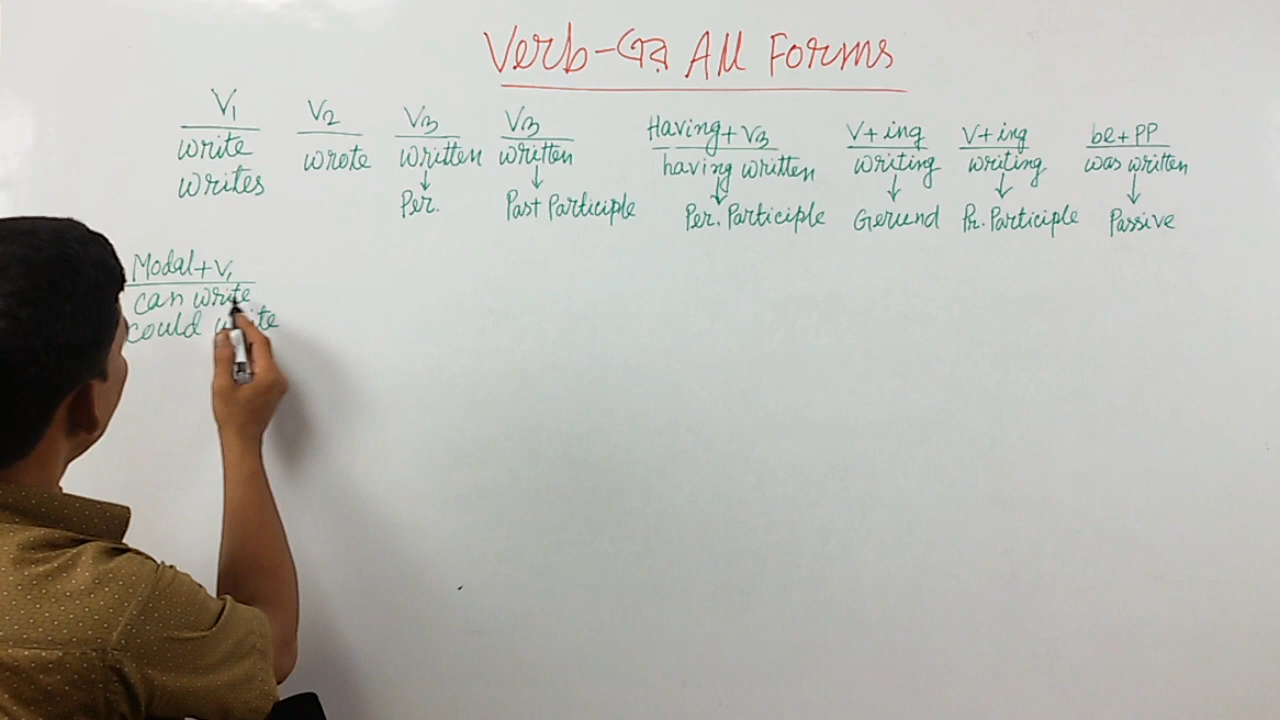 Verb-এর All Forms
V1 V2 V3 V3 Having+V3 V+ing V+ing be+PP
write wrote written written having written writing writing was written
writes
Per. Past Participle Per. Participle Gerund Pr. Participle Passive
Modal+V1
can write
could write